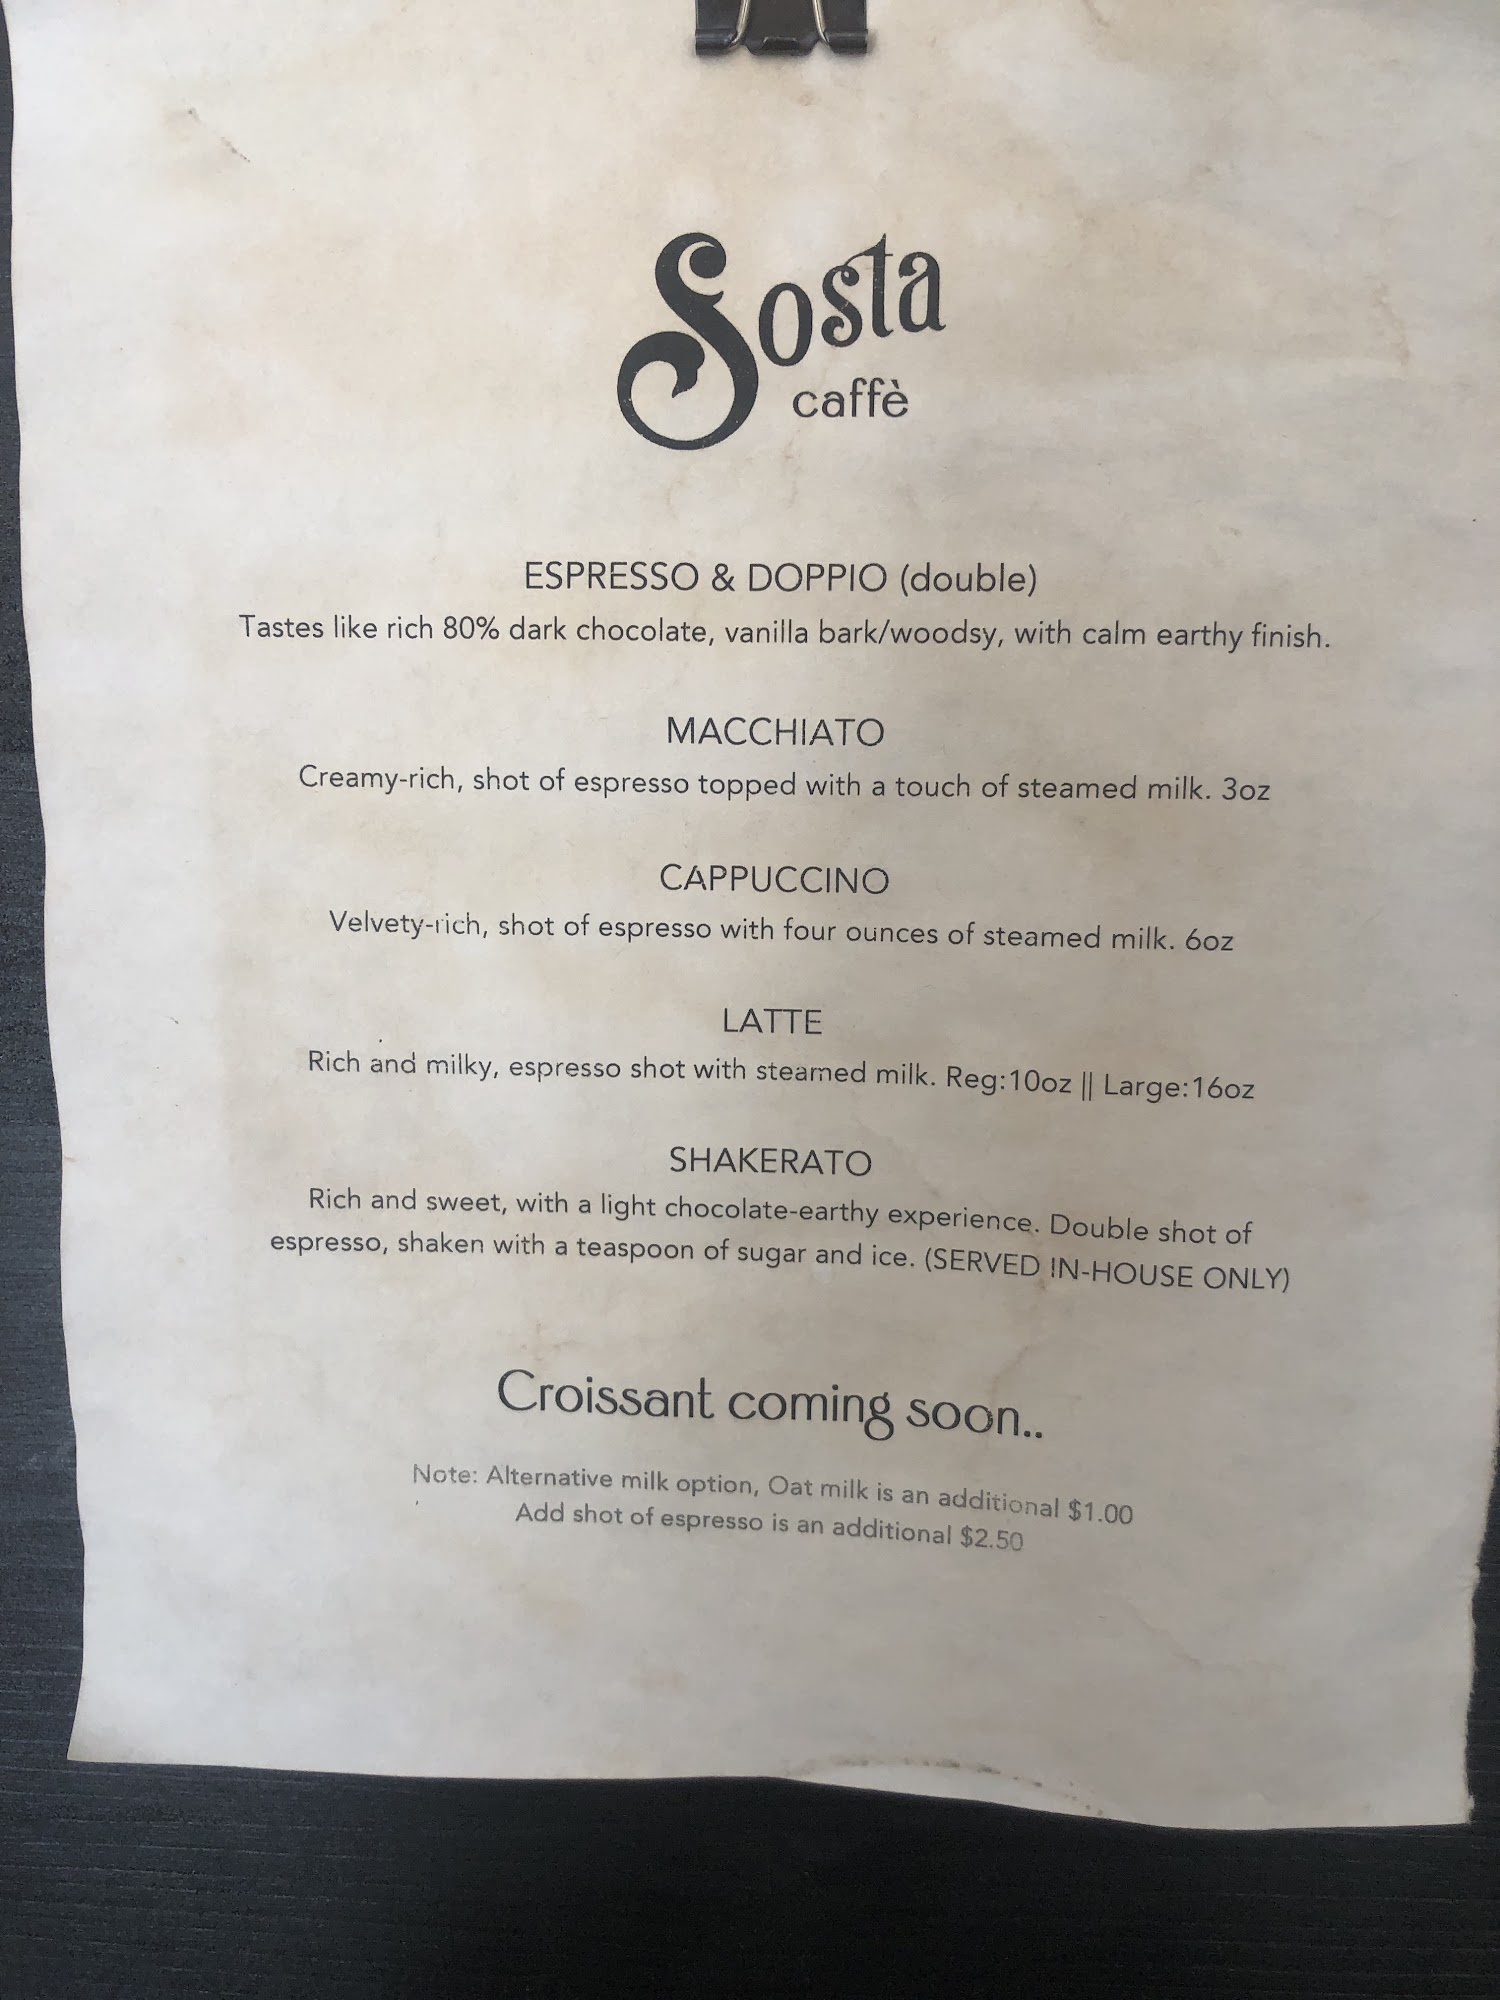 Sosta
caffè
ESPRESSO & DOPPIO (double)
Tastes like rich 80% dark chocolate, vanilla bark/woodsy, with calm earthy finish.
MACCHIATO
Creamy-rich, shot of espresso topped with a touch of steamed milk. 3oz
CAPPUCCINO
Velvety-rich, shot of espresso with four ounces of steamed milk. 6oz
LATTE
Rich and milky, espresso shot with steamed milk. Reg:10oz || Large:16oz
SHAKERATO
Rich and sweet, with a light chocolate-earthy experience. Double shot of
espresso, shaken with a teaspoon of sugar and ice. (SERVED IN-HOUSE ONLY)
Croissant coming soon..
Note: Alternative milk option, Oat milk is an additional $1.00
Add shot of espresso is an additional $2.50